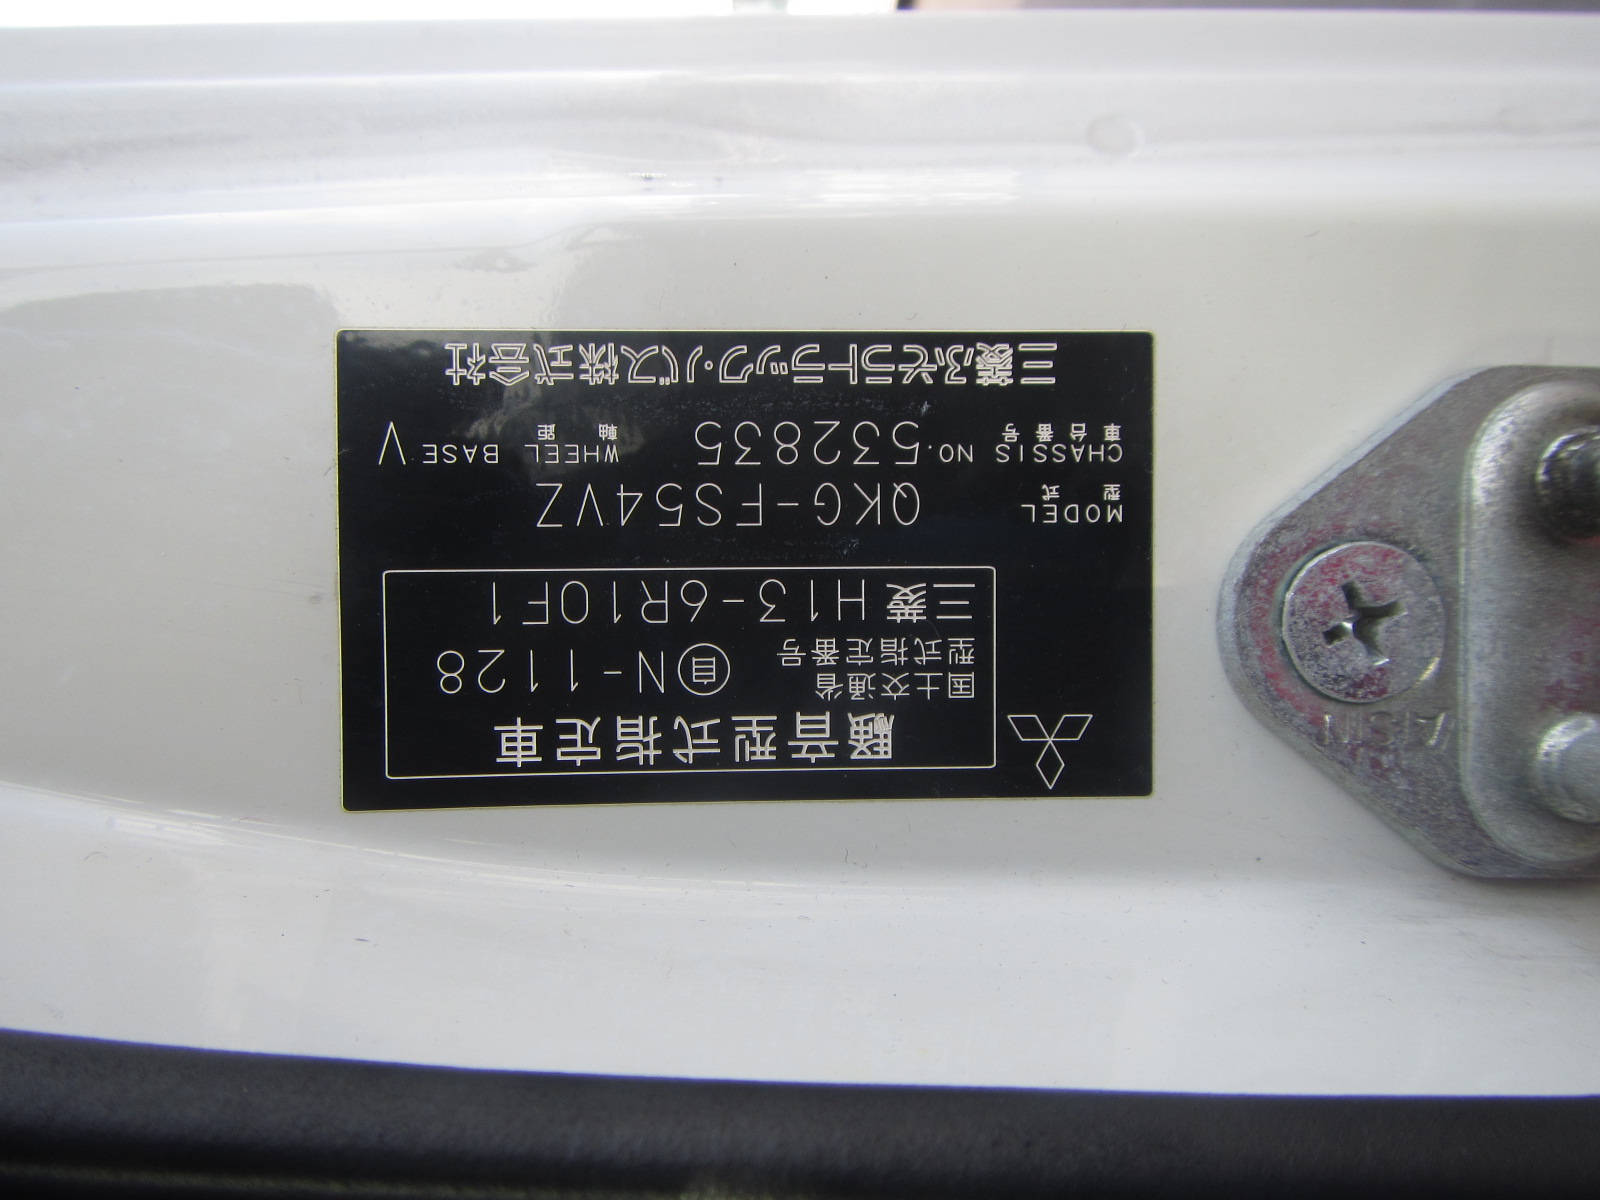 騒音型式指定車
国土交通省
型式指定番号
自 N-1128
三菱 H13-6R10F1
MODEL
型式
QKG-FS54VZ
CHASSIS NO. 532835 WHEEL BASE V
車台番号 軸距
三菱ふそうトラック・バス株式会社
AISIN